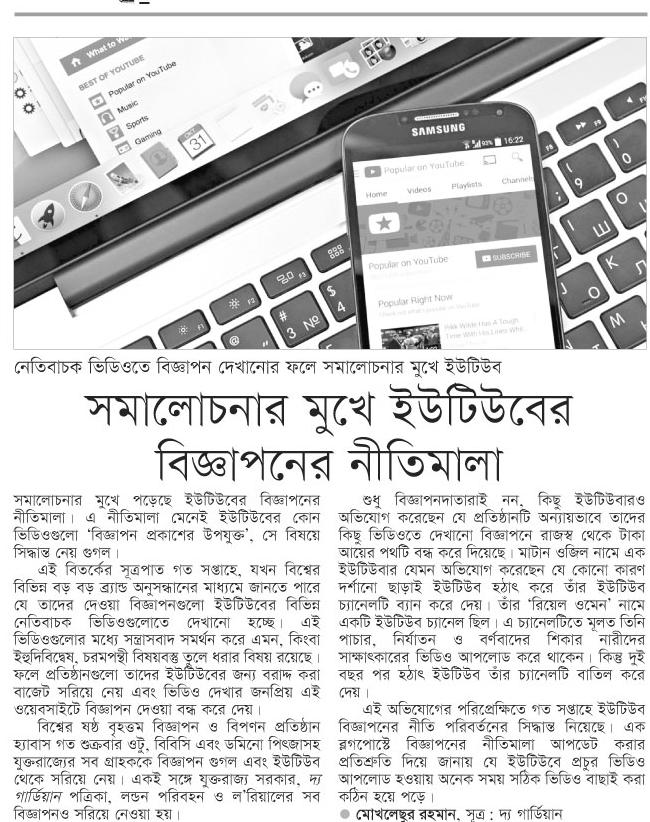 What to Wa
BEST OF YOUTUBE
Popular on YouTube
Music
Sports
Gaming
OCT
31
SAMSUNG
93% 16:22
Popular on YouTube
Home Videos Playlists Channels
Popular on YouTube
SUBSCRIBE
Popular Right Now
Rikk Wilde Has A Tough
Time With His Lines Whil...
নেতিবাচক ভিডিওতে বিজ্ঞাপন দেখানোর ফলে সমালোচনার মুখে ইউটিউব
সমালোচনার মুখে ইউটিউবের
বিজ্ঞাপনের নীতিমালা
সমালোচনার মুখে পড়েছে ইউটিউবের বিজ্ঞাপনের
নীতিমালা। এ নীতিমালা মেনেই ইউটিউবের কোন
ভিডিওগুলো ‘বিজ্ঞাপন প্রকাশের উপযুক্ত’, সে বিষয়ে
সিদ্ধান্ত নেয় গুগল।
এই বিতর্কের সূত্রপাত গত সপ্তাহে, যখন বিশ্বের
বিভিন্ন বড় বড় ব্র্যান্ড অনুসন্ধানের মাধ্যমে জানতে পারে
যে তাদের দেওয়া বিজ্ঞাপনগুলো ইউটিউবের বিভিন্ন
নেতিবাচক ভিডিওগুলোতে দেখানো হচ্ছে। এই
ভিডিওগুলোর মধ্যে সন্ত্রাসবাদ সমর্থন করে এমন, কিংবা
ইহুদিবিদ্বেষ, চরমপন্থী বিষয়বস্তু তুলে ধরার বিষয় রয়েছে।
ফলে প্রতিষ্ঠানগুলো তাদের ইউটিউবের জন্য বরাদ্দ করা
বাজেট সরিয়ে নেয় এবং ভিডিও দেখার জনপ্রিয় এই
ওয়েবসাইটে বিজ্ঞাপন দেওয়া বন্ধ করে দেয়।
বিশ্বের ষষ্ঠ বৃহত্তম বিজ্ঞাপন ও বিপণন প্রতিষ্ঠান
হ্যাবাস গত শুক্রবার ওটু, বিবিসি এবং ডমিনো পিৎজাসহ
যুক্তরাজ্যের সব গ্রাহককে বিজ্ঞাপন গুগল এবং ইউটিউব
থেকে সরিয়ে নেয়। একই সঙ্গে যুক্তরাজ্য সরকার, দ্য
গার্ডিয়ান পত্রিকা, লন্ডন পরিবহন ও ল’রিয়ালের সব
বিজ্ঞাপনও সরিয়ে নেওয়া হয়।
শুধু বিজ্ঞাপনদাতারাই নন, কিছু ইউটিউবারও
অভিযোগ করেছেন যে প্রতিষ্ঠানটি অন্যায়ভাবে তাদের
কিছু ভিডিওতে দেখানো বিজ্ঞাপনে রাজস্ব থেকে টাকা
আয়ের পথটি বন্ধ করে দিয়েছে। মাটান ওজিল নামে এক
ইউটিউবার যেমন অভিযোগ করেছেন যে কোনো কারণ
দর্শানো ছাড়াই ইউটিউব হঠাৎ করে তাঁর ইউটিউব
চ্যানেলটি ব্যান করে দেয়। তাঁর ‘রিয়েল ওমেন’ নামে
একটি ইউটিউব চ্যানেল ছিল। এ চ্যানেলটিতে মূলত তিনি
পাচার, নির্যাতন ও বর্ণবাদের শিকার নারীদের
সাক্ষাৎকারের ভিডিও আপলোড করে থাকেন। কিন্তু দুই
বছর পর হঠাৎ ইউটিউব তাঁর চ্যানেলটি বাতিল করে
দেয়।
এই অভিযোগের পরিপ্রেক্ষিতে গত সপ্তাহে ইউটিউব
বিজ্ঞাপনের নীতি পরিবর্তনের সিদ্ধান্ত নিয়েছে। এক
ব্লগপোস্টে বিজ্ঞাপনের নীতিমালা আপডেট করার
প্রতিশ্রুতি দিয়ে জানায় যে ইউটিউবে প্রচুর ভিডিও
আপলোড হওয়ায় অনেক সময় সঠিক ভিডিও বাছাই করা
কঠিন হয়ে পড়ে।
● মোখলেছুর রহমান, সূত্র : দ্য গার্ডিয়ান